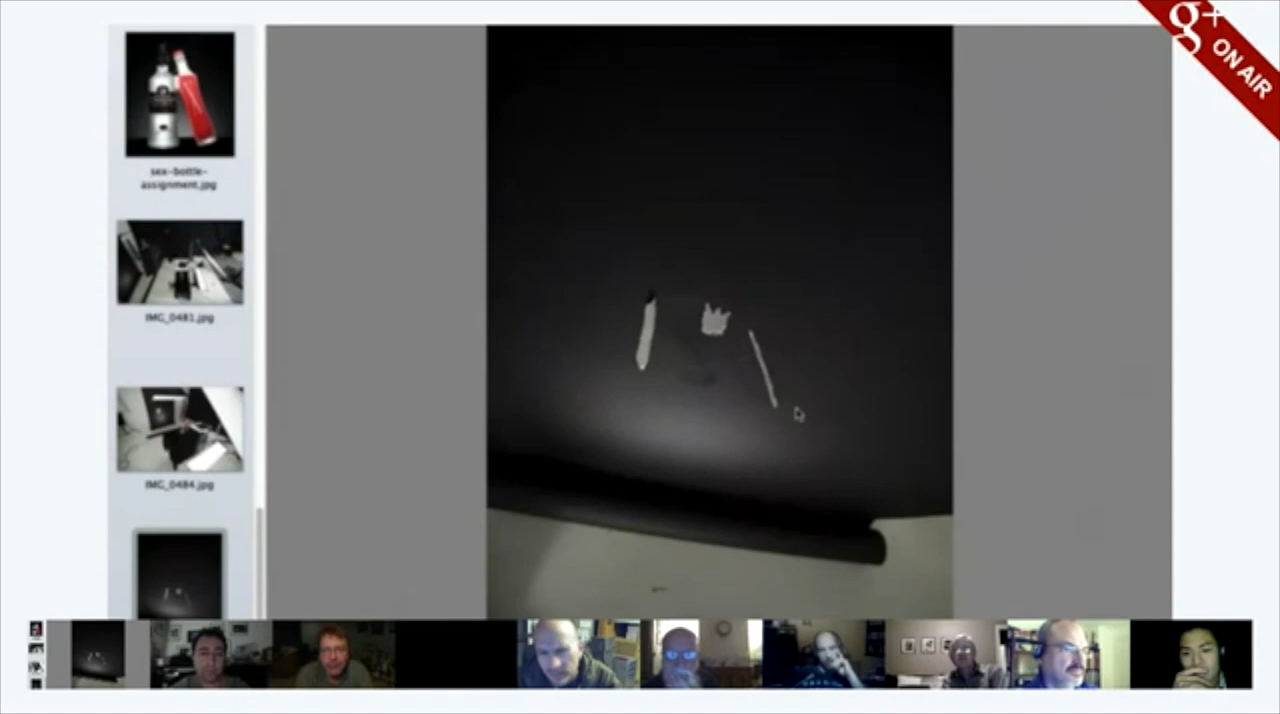 g+
ON AIR
sex-bottle-
assignment.jpg
IMG_0481.jpg
IMG_0484.jpg